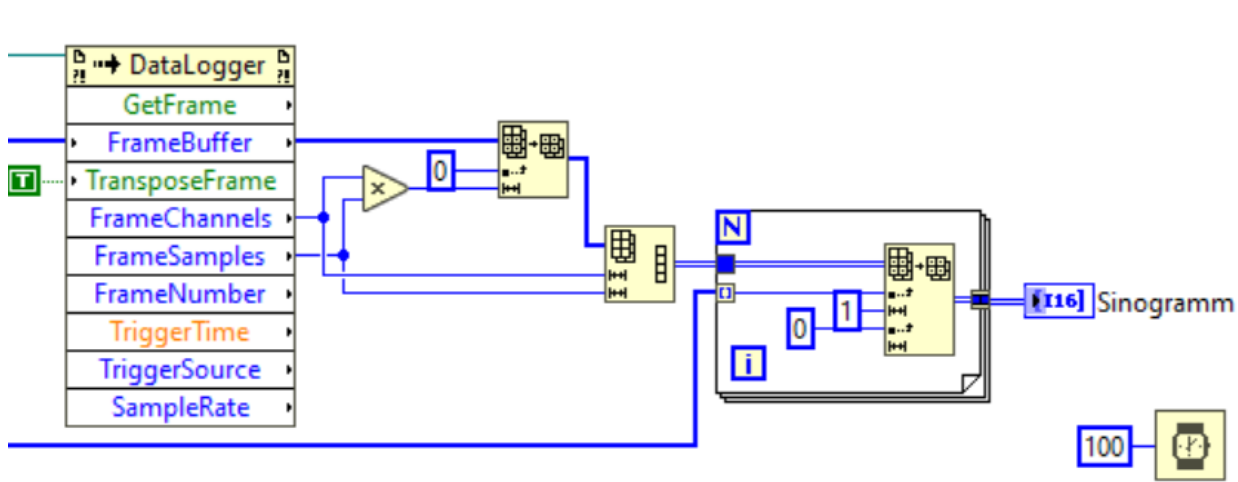 DataLogger
GetFrame
FrameBuffer
0
T
TransposeFrame
×
FrameChannels
FrameSamples
FrameNumber
TriggerTime
TriggerSource
SampleRate
N
1
0
i
[I16]
Sinogramm
100